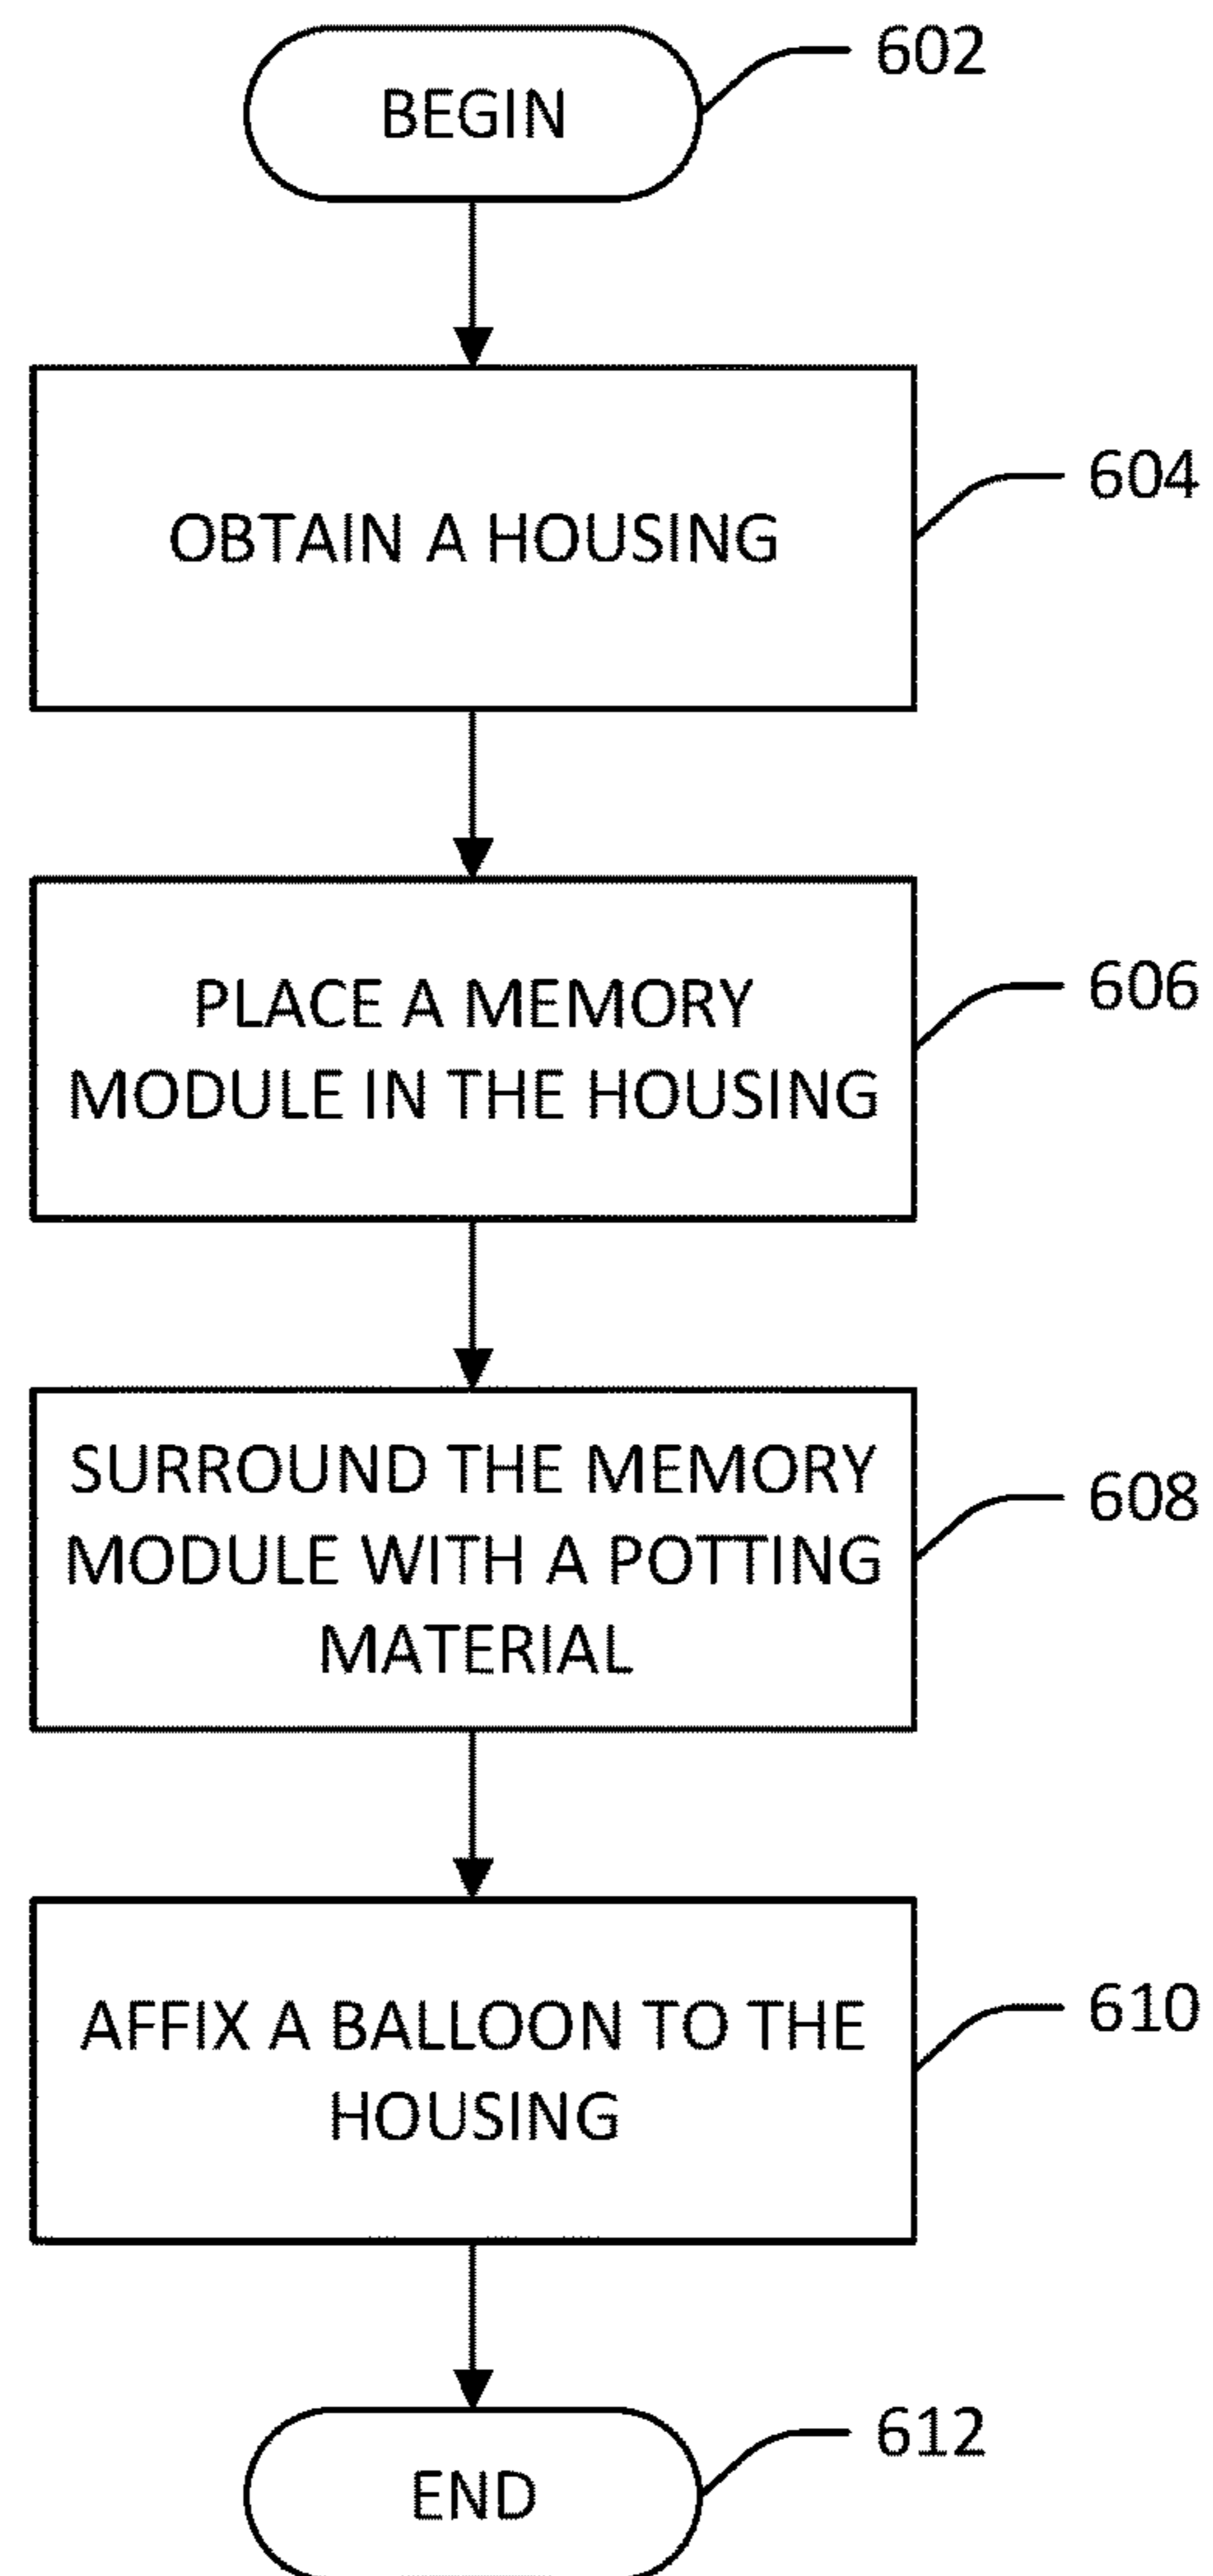 BEGIN
602
OBTAIN A HOUSING
604
PLACE A MEMORY
MODULE IN THE HOUSING
606
SURROUND THE MEMORY
MODULE WITH A POTTING
MATERIAL
608
AFFIX A BALLOON TO THE
HOUSING
610
END
612